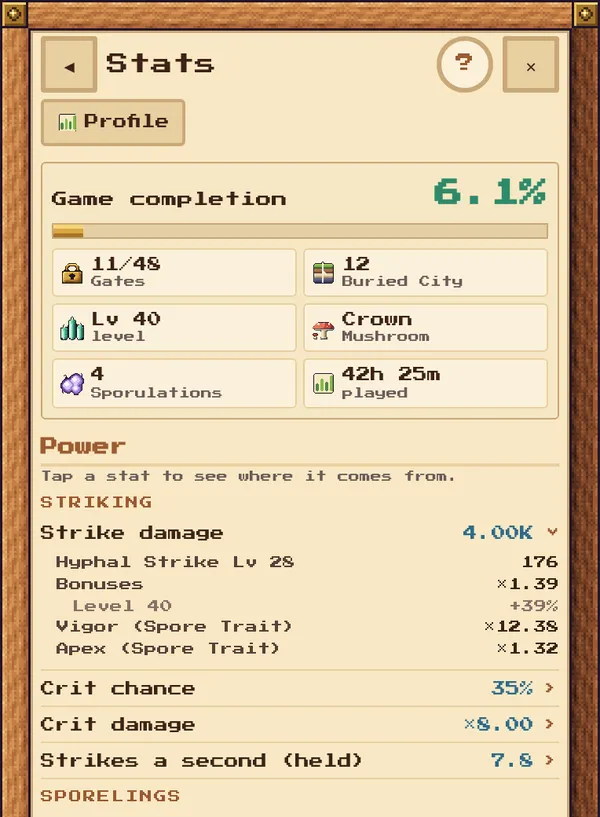 ◂ Stats ? ×
Profile
Game completion 6.1%
11/48 12
Gates Buried City
Lv 40 Crown
level Mushroom
4 42h 25m
Sporulations played
Power
Tap a stat to see where it comes from.
STRIKING
Strike damage 4.00K
Hyphal Strike Lv 28 176
Bonuses ×1.39
Level 40 +39%
Vigor (Spore Trait) ×12.38
Apex (Spore Trait) ×1.32
Crit chance 35% ›
Crit damage ×8.00 ›
Strikes a second (held) 7.8 ›
SPORELINGS